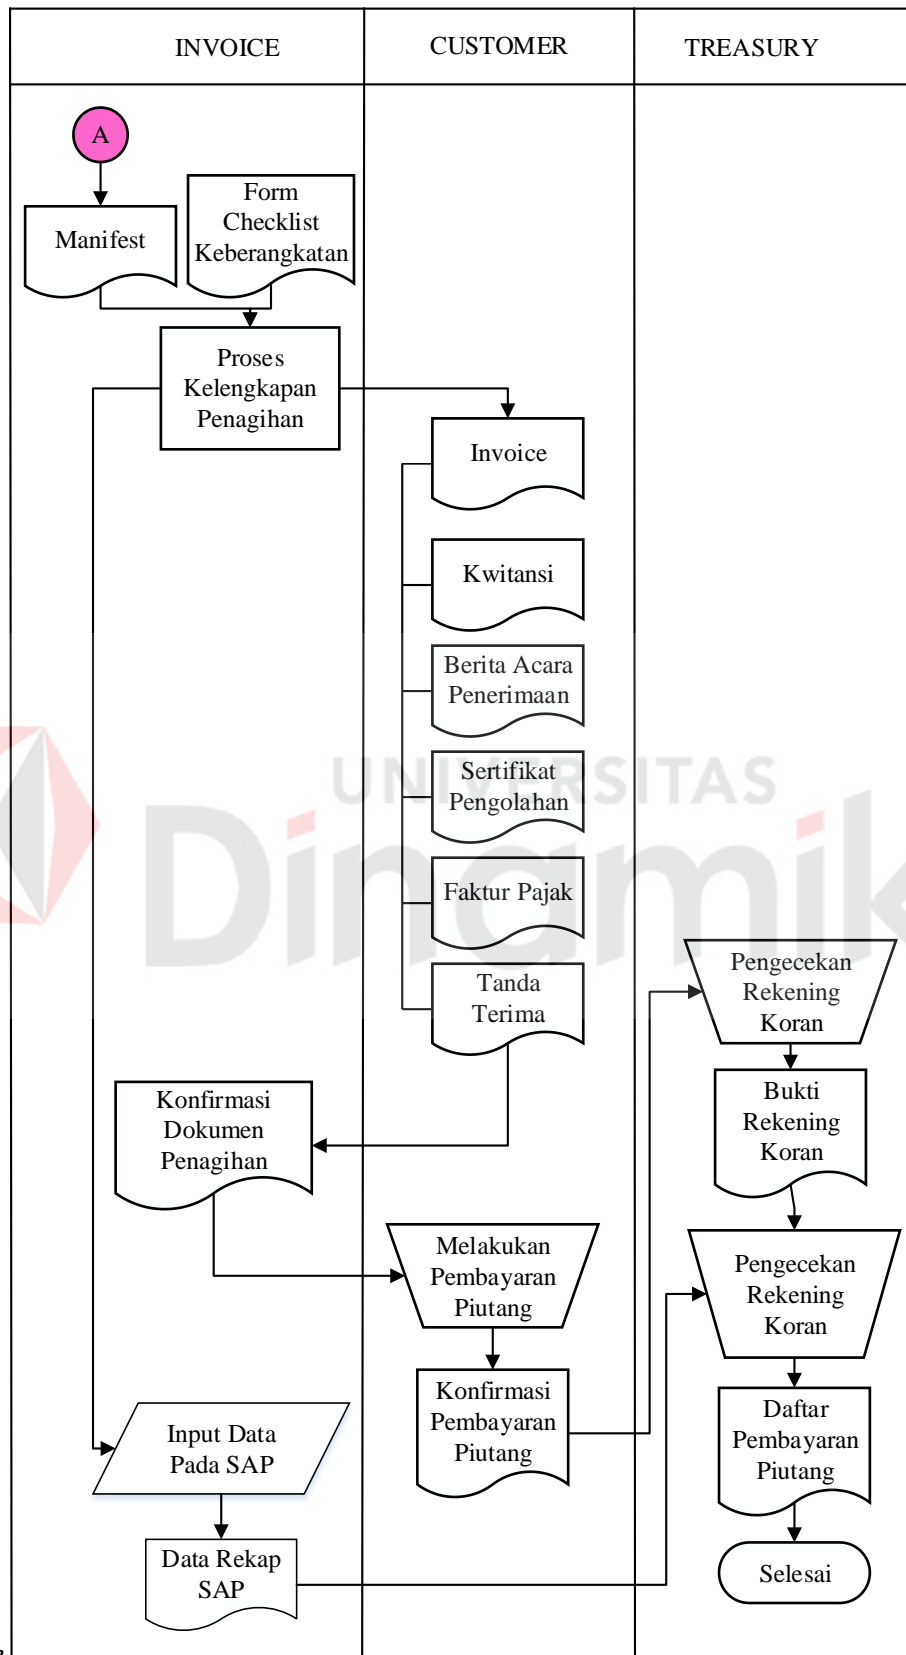 INVOICE
CUSTOMER
TREASURY
A
Manifest
Form
Checklist
Keberangkatan
Proses
Kelengkapan
Penagihan
Invoice
Kwitansi
Berita Acara
Penerimaan
Sertifikat
Pengolahan
Faktur Pajak
Tanda
Terima
UNIVERSITAS
Dinamik
Pengecekan
Rekening
Koran
Bukti
Rekening
Koran
Konfirmasi
Dokumen
Penagihan
Melakukan
Pembayaran
Piutang
Pengecekan
Rekening
Koran
Konfirmasi
Pembayaran
Piutang
Daftar
Pembayaran
Piutang
Input Data
Pada SAP
Data Rekap
SAP
Selesai